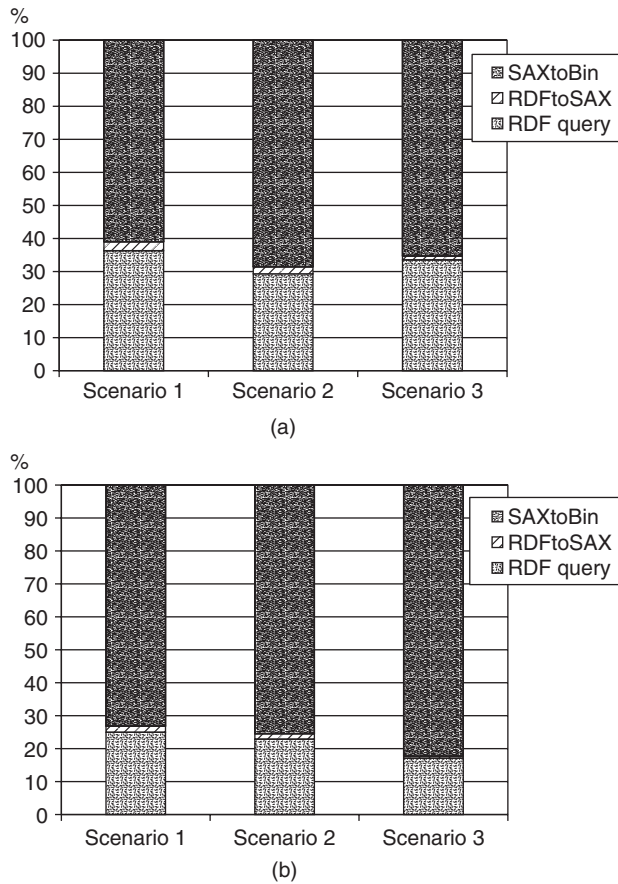 %
100
90
80
70
60
50
40
30
20
10
0
SAXtoBin
RDFtoSAX
RDF query
Scenario 1
Scenario 2
Scenario 3
(a)
%
100
90
80
70
60
50
40
30
20
10
0
SAXtoBin
RDFtoSAX
RDF query
Scenario 1
Scenario 2
Scenario 3
(b)